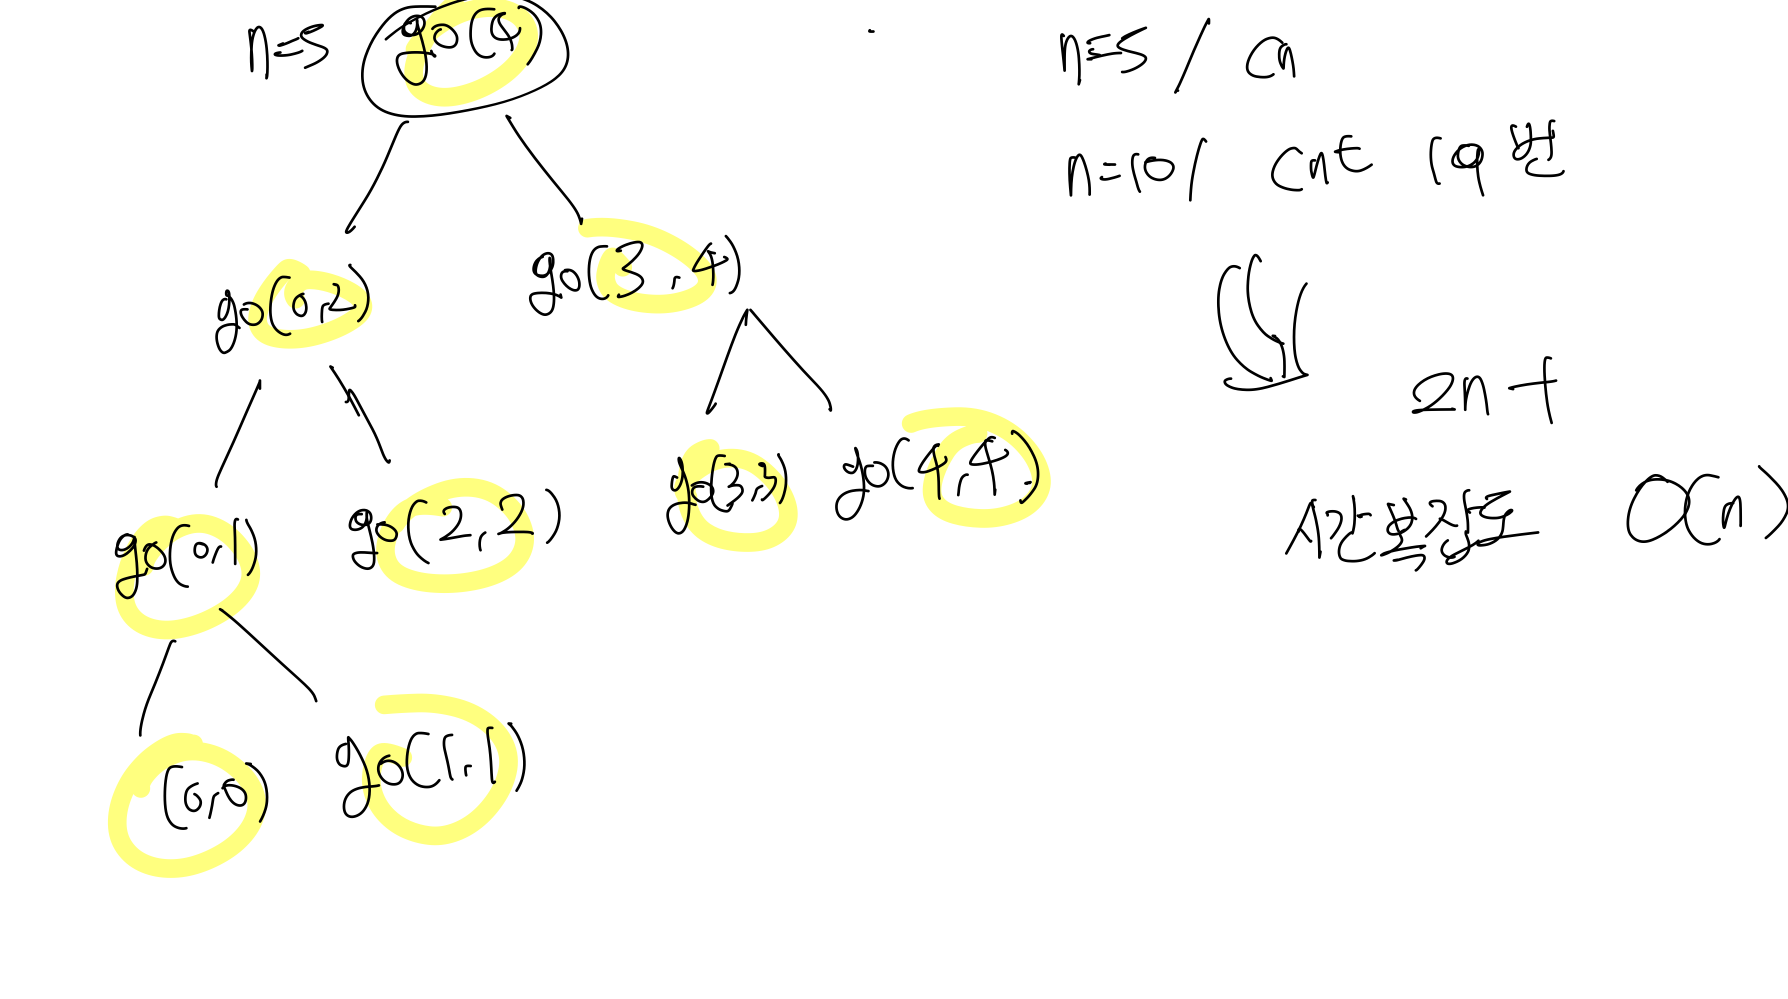 n=5 go(4)
n=5 / cn
n=10 / cnt 19번
go(0,2) go(3,4)
2n+
go(0,1) go(2,2) go(3,3) go(4,4)
시간복잡도 O(n)
(0,0) go(1,1)